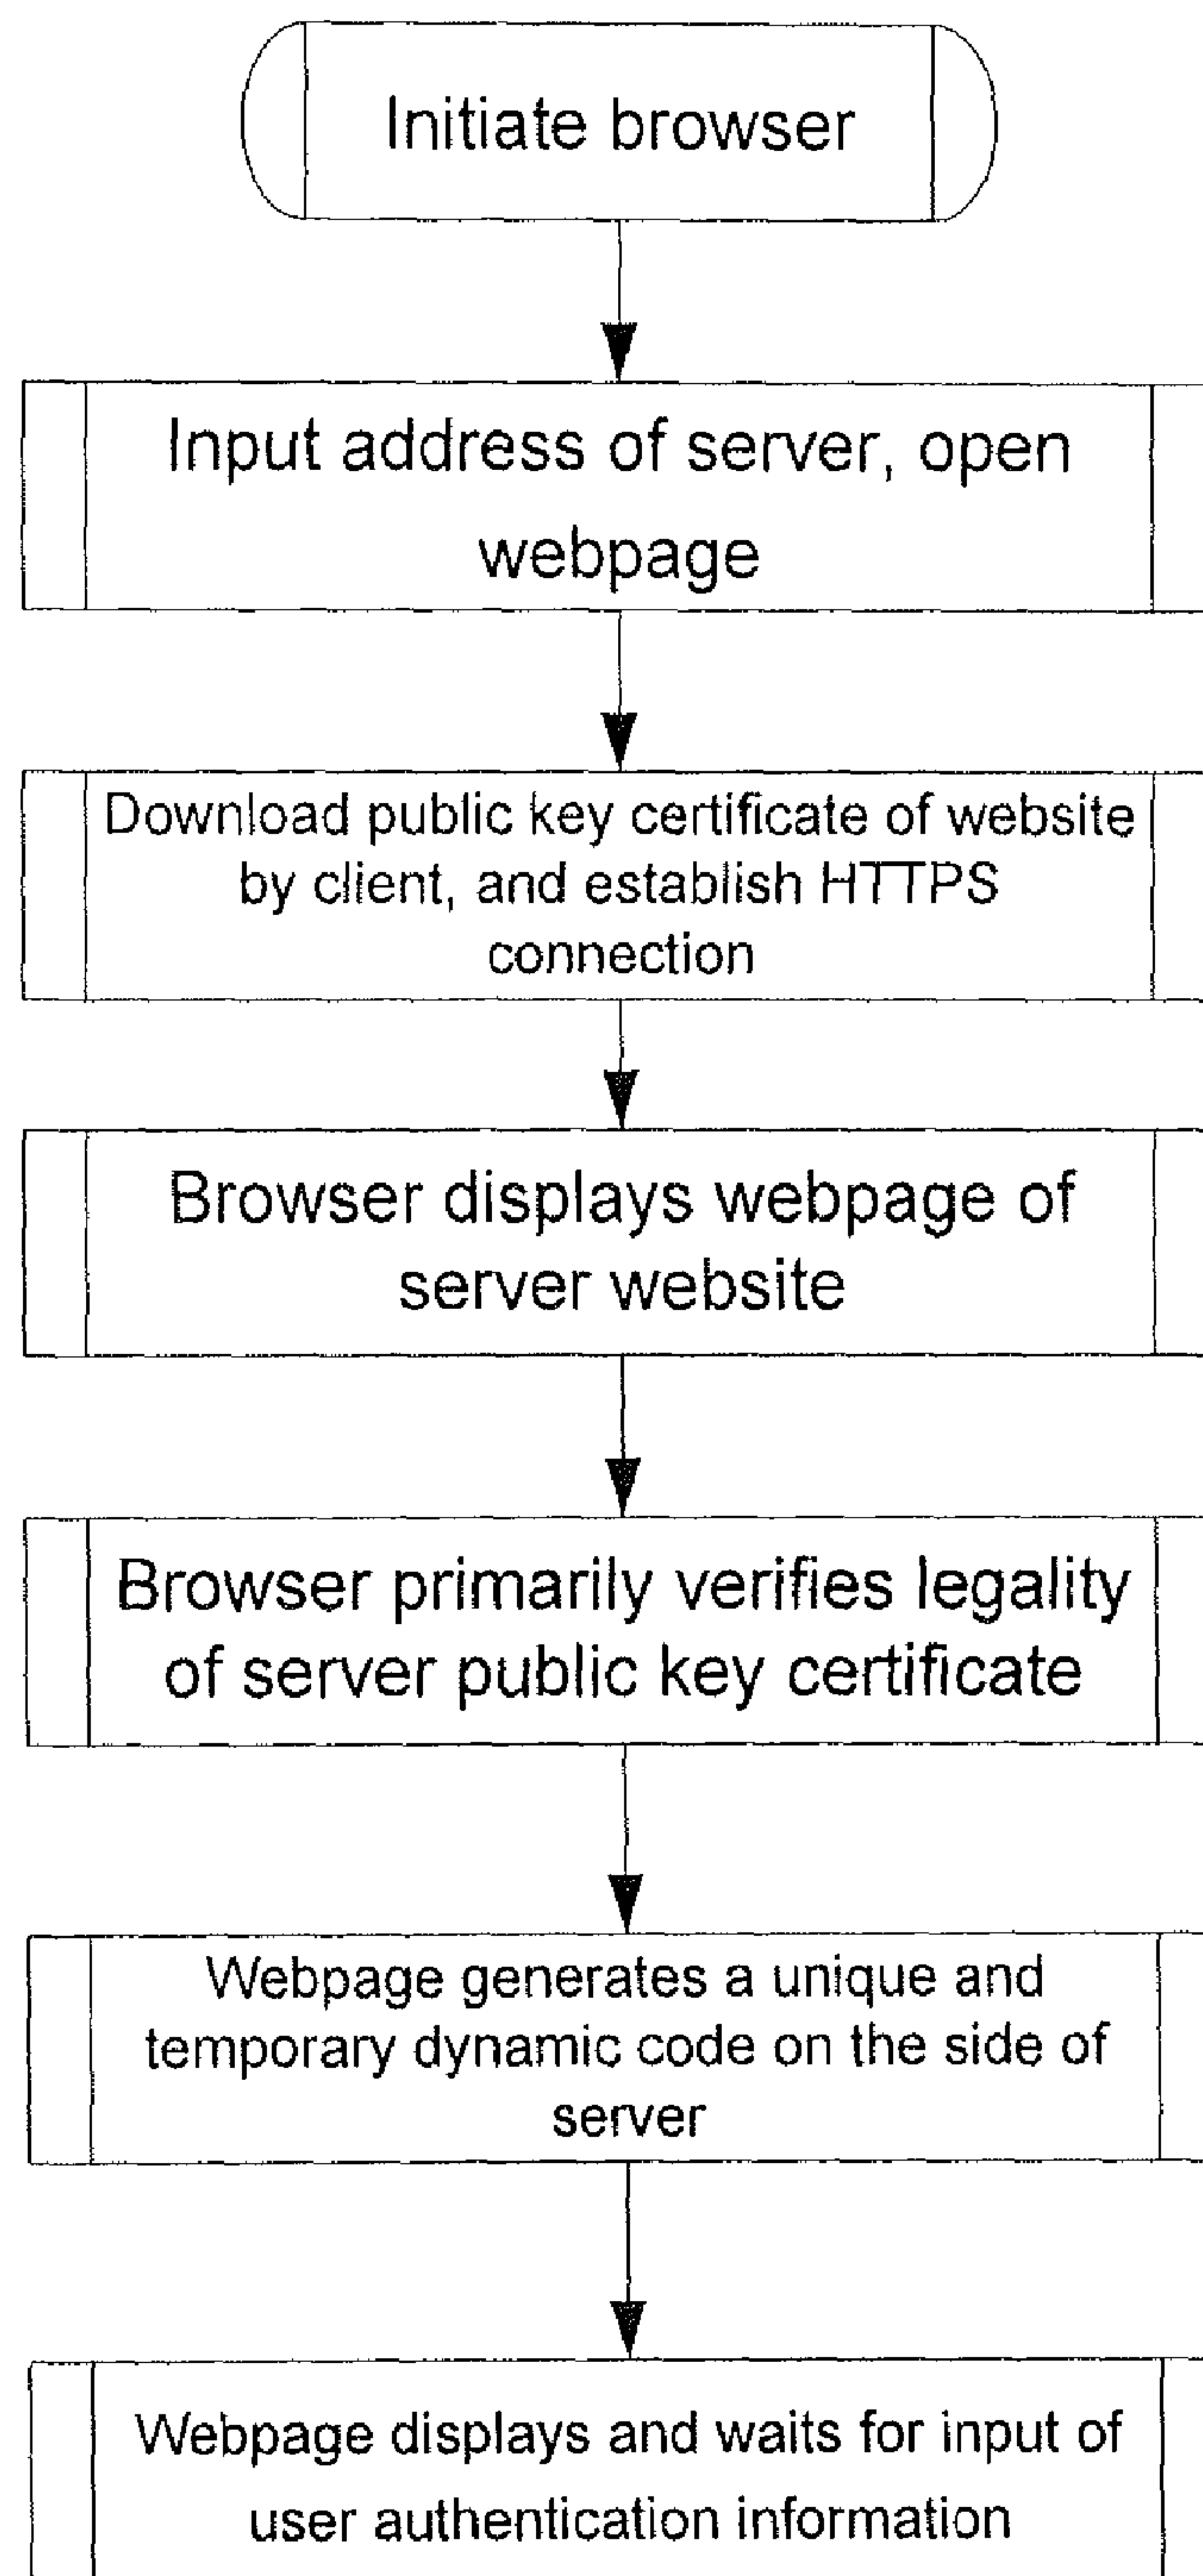 Initiate browser
Input address of server, open
webpage
Download public key certificate of website
by client, and establish HTTPS
connection
Browser displays webpage of
server website
Browser primarily verifies legality
of server public key certificate
Webpage generates a unique and
temporary dynamic code on the side of
server
Webpage displays and waits for input of
user authentication information